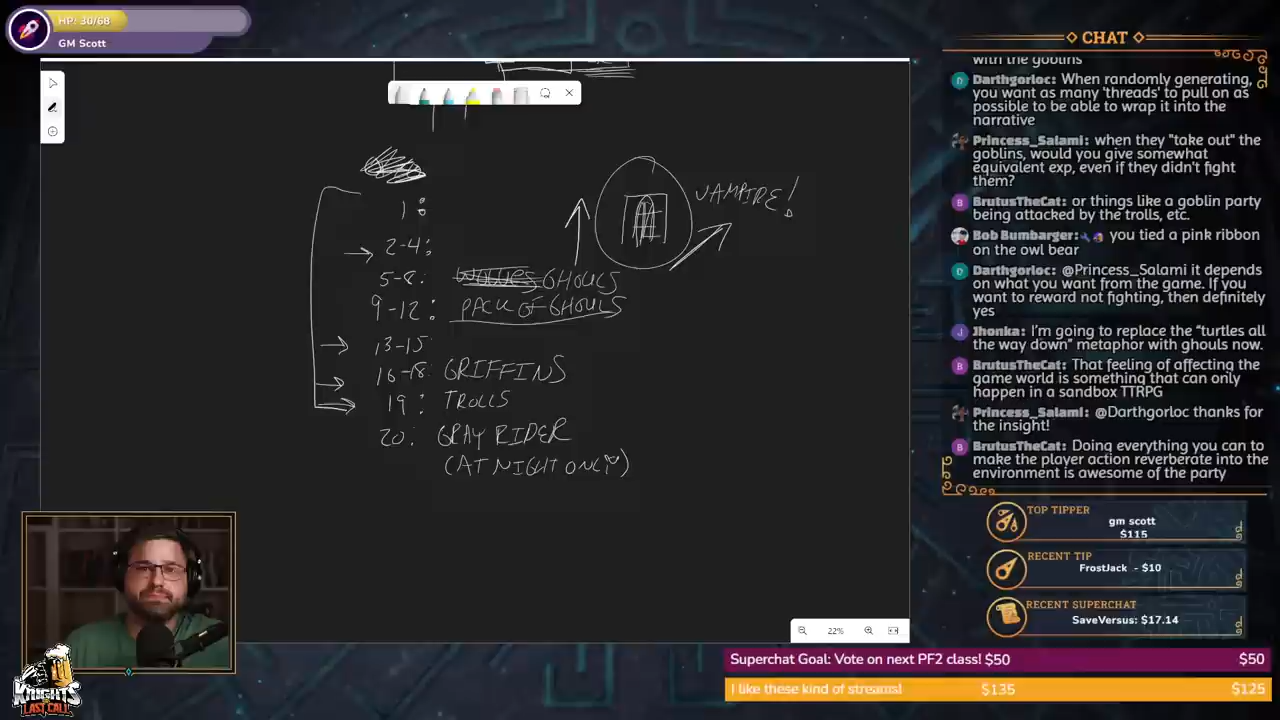 HP: 30/68
GM Scott
1:
2-4:
5-8: WOLVES GHOULS
9-12: PACK OF GHOULS
13-15
16-18: GRIFFINS
19: TROLLS
20: GRAY RIDER
(AT NIGHT ONLY)
VAMPIRE!
22%
KNIGHTS
LAST CALL
CHAT
with the goblins
Darthgorloc: When randomly generating,
you want as many 'threads' to pull on as
possible to be able to wrap it into the
narrative
Princess_Salami: when they "take out" the
goblins, would you give somewhat
equivalent exp, even if they didn't fight
them?
BrutusTheCat: or things like a goblin party
being attacked by the trolls, etc.
Bob Bumbarger: you tied a pink ribbon
on the owl bear
Darthgorloc: @Princess_Salami it depends
on what you want from the game. If you
want to reward not fighting, then definitely
yes
Jhonka: I'm going to replace the "turtles all
the way down" metaphor with ghouls now.
BrutusTheCat: That feeling of affecting the
game world is something that can only
happen in a sandbox TTRPG
Princess_Salami: @Darthgorloc thanks for
the insight!
BrutusTheCat: Doing everything you can to
make the player action reverberate into the
environment is awesome of the party
TOP TIPPER
gm scott
$115
RECENT TIP
FrostJack - $10
RECENT SUPERCHAT
SaveVersus: $17.14
Superchat Goal: Vote on next PF2 class! $50 $50
I like these kind of streams! $135 $125